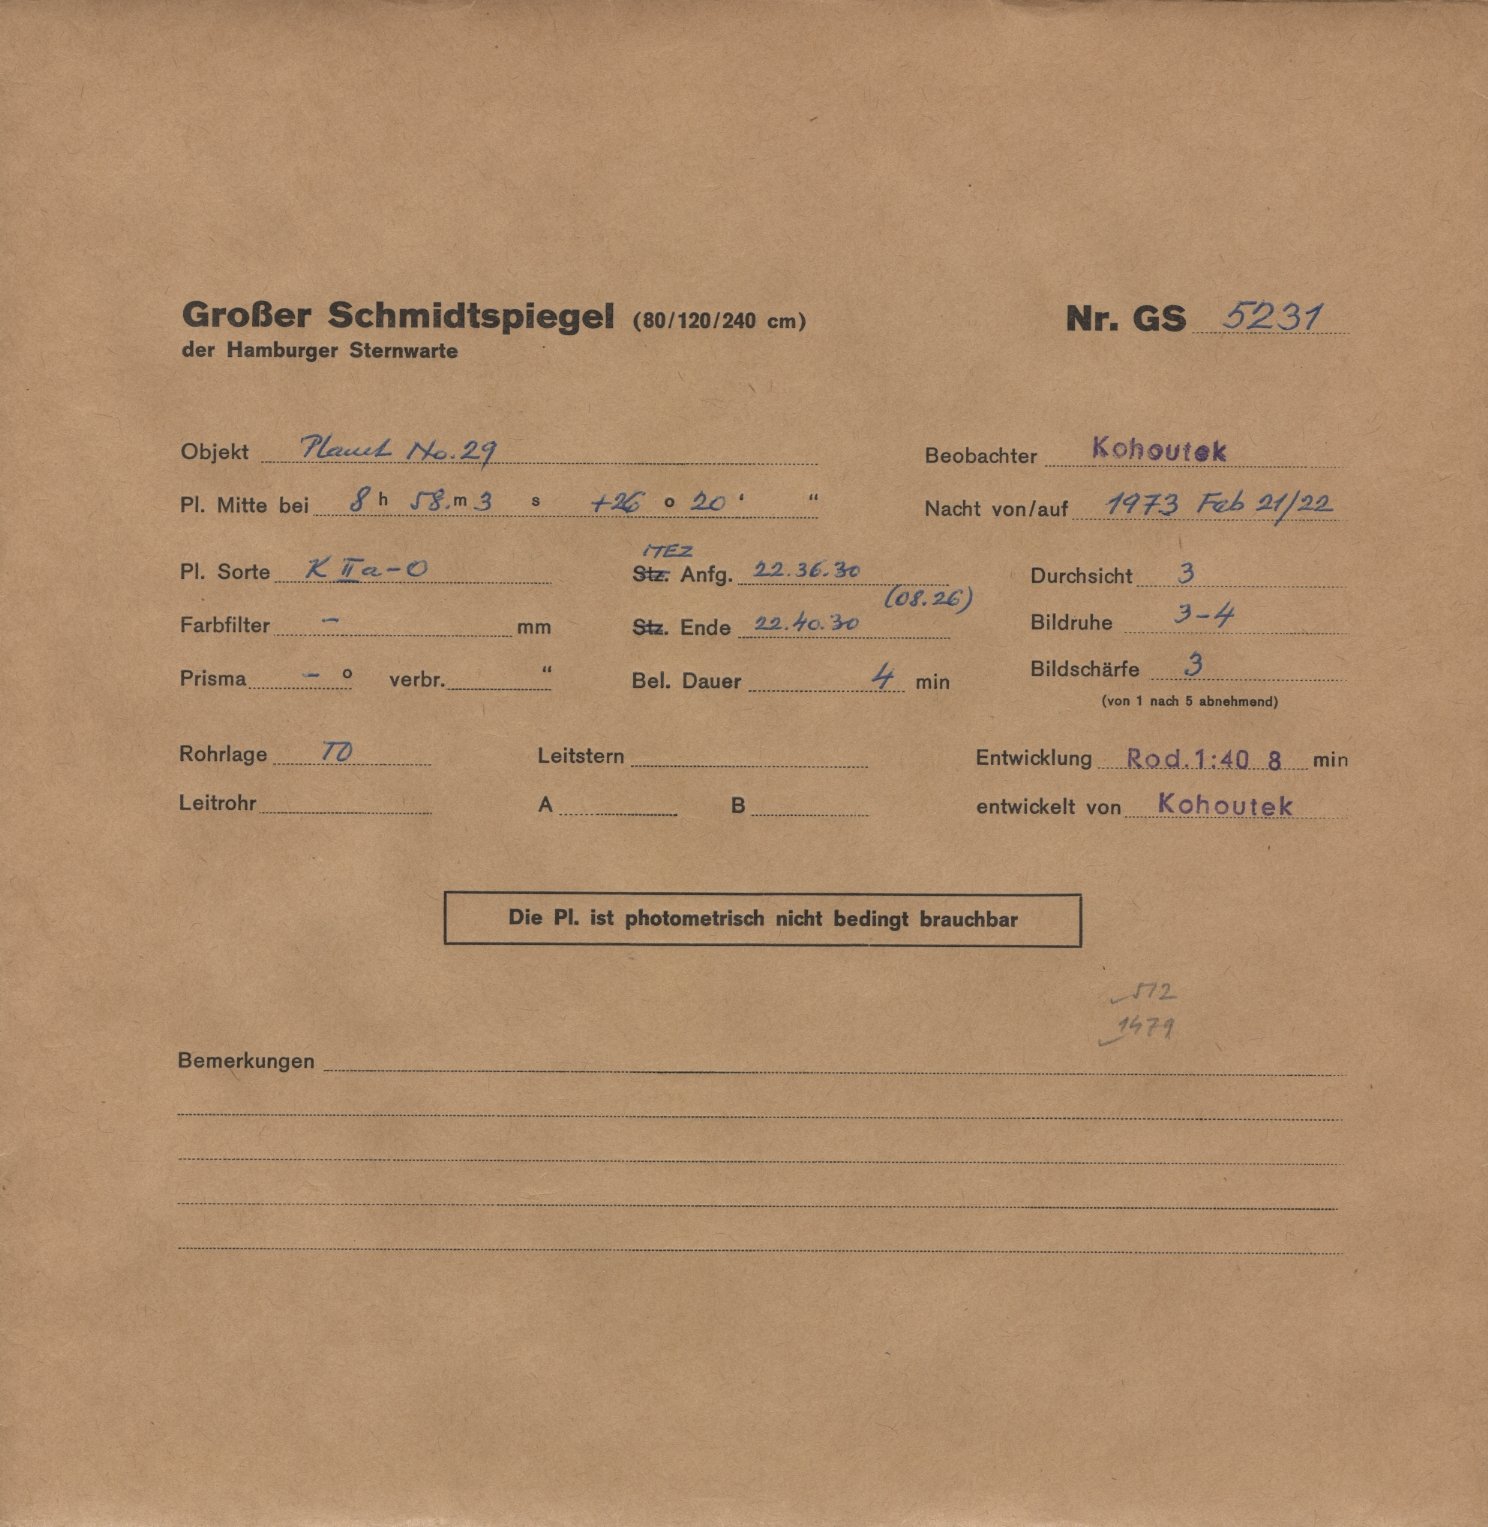 Großer Schmidtspiegel (80/120/240 cm) Nr. GS 5231
der Hamburger Sternwarte
Objekt Planet No. 29 Beobachter Kohoutek
Pl. Mitte bei 8 h 58. m 3 s +26 o 20 ' “ Nacht von/auf 1973 Feb 21/22
MEZ
Pl. Sorte K IIa-O Stz. Anfg. 22.36.30 Durchsicht 3
(08.26)
Farbfilter - mm Stz. Ende 22.40.30 Bildruhe 3-4
Prisma - o verbr. “ Bel. Dauer 4 min Bildschärfe 3
(von 1 nach 5 abnehmend)
Rohrlage TO Leitstern Entwicklung Rod. 1:40 8 min
Leitrohr A B entwickelt von Kohoutek
Die Pl. ist photometrisch nicht bedingt brauchbar
512
1479
Bemerkungen